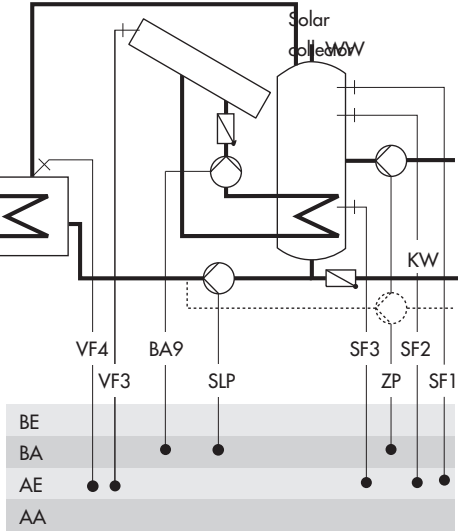 Solar
collector WW
KW
VF4 BA9 SF3 SF2
VF3 SLP ZP SF1
BE
BA
AE
AA